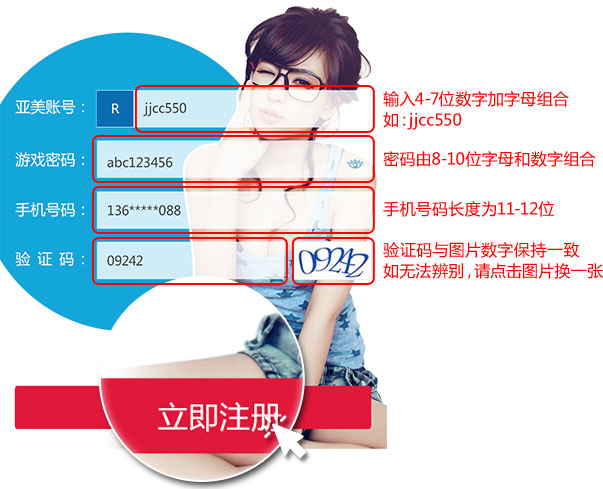 亚美账号： R jjcc550 输入4-7位数字加字母组合
如:jjcc550
游戏密码： abc123456 密码由8-10位字母和数字组合
手机号码： 136*****088 手机号码长度为11-12位
验 证 码： 09242 09242 验证码与图片数字保持一致
如无法辨别,请点击图片换一张
立即注册